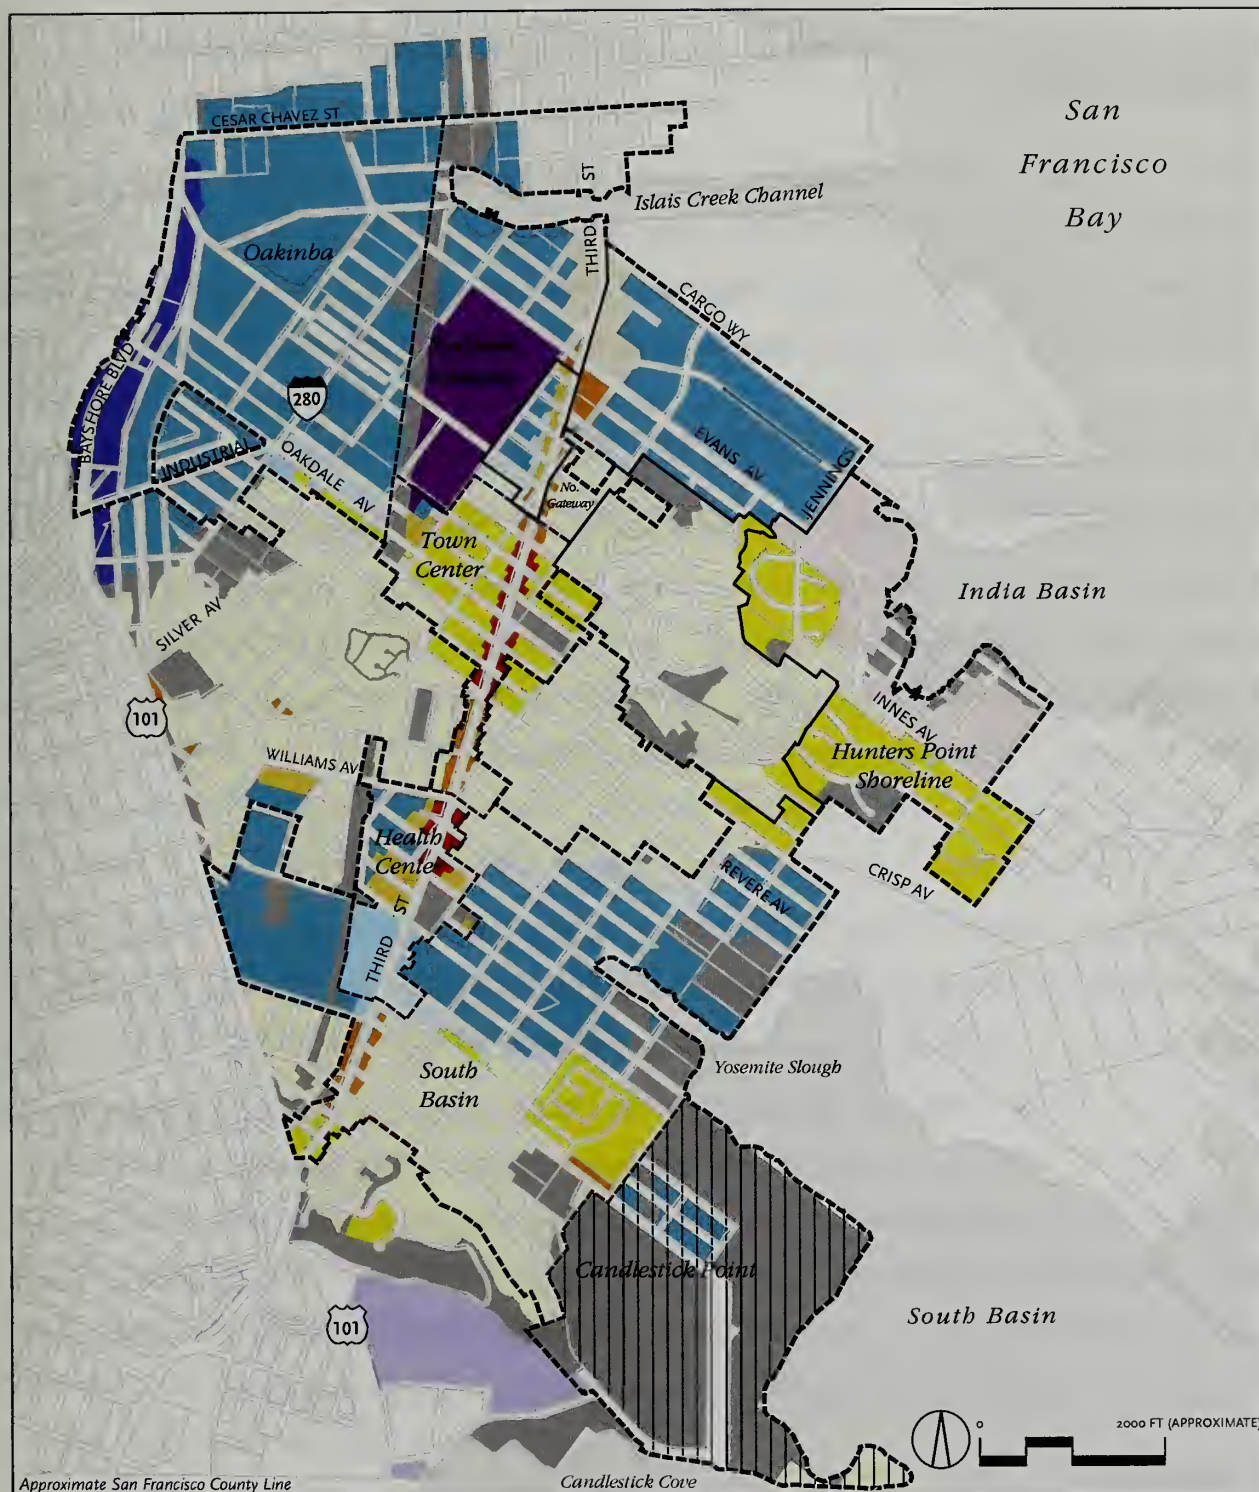 San
Francisco
Bay
CESAR CHAVEZ ST
THIRD ST
Islais Creek Channel
Oakinba
CARGO WY
BAYSHORE BLVD
280
INDUSTRIAL
OAKDALE AV
EVANS AV
JENNINGS
No.
Gateway
Town
Center
India Basin
SILVER AV
101
INNES AV
Hunters Point
Shoreline
WILLIAMS AV
Health
Center
REVERE AV
CRISP AV
THIRD ST
South
Basin
Yosemite Slough
Candlestick Point
101
South Basin
0
2000 FT (APPROXIMATE)
Approximate San Francisco County Line
Candlestick Cove